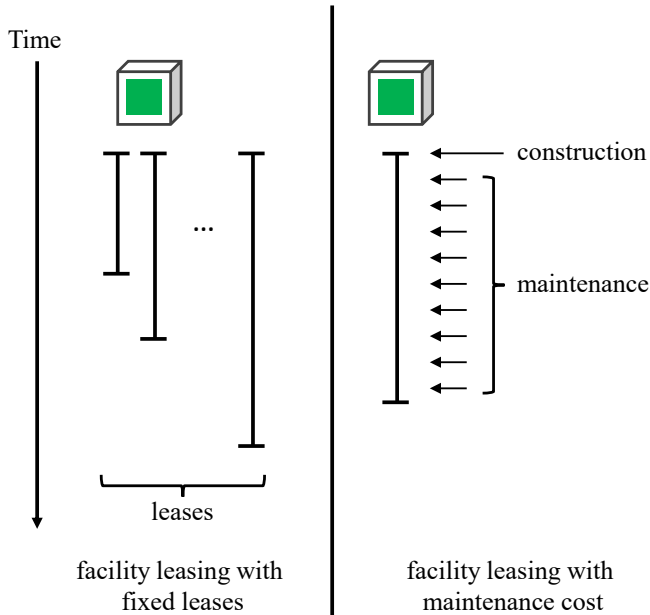 Time
construction
...
maintenance
leases
facility leasing with
fixed leases
facility leasing with
maintenance cost